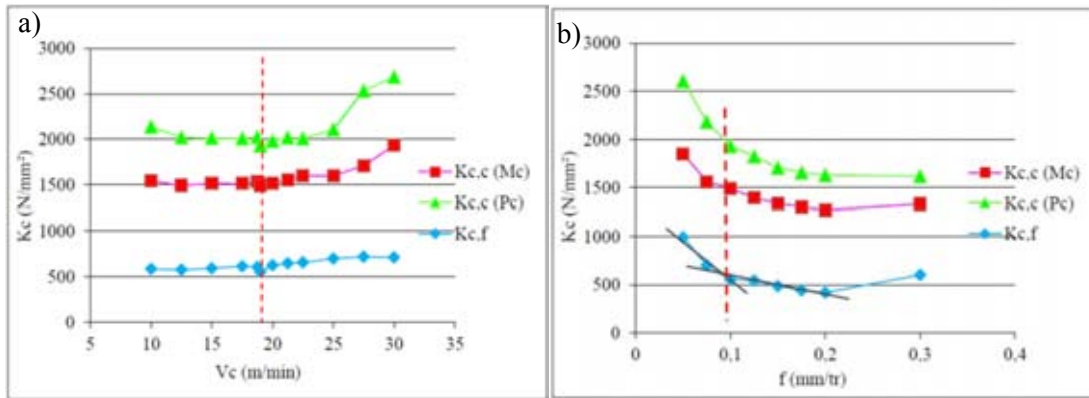 a)
3000
2500
2000
1500
1000
500
0
Kc (N/mm²)
5 10 15 20 25 30 35
Vc (m/min)
Kc,c (Mc)
Kc,c (Pc)
Kc,f
b)
3000
2500
2000
1500
1000
500
0
Kc (N/mm²)
0 0,1 0,2 0,3 0,4
f (mm/tr)
Kc,c (Mc)
Kc,c (Pc)
Kc,f